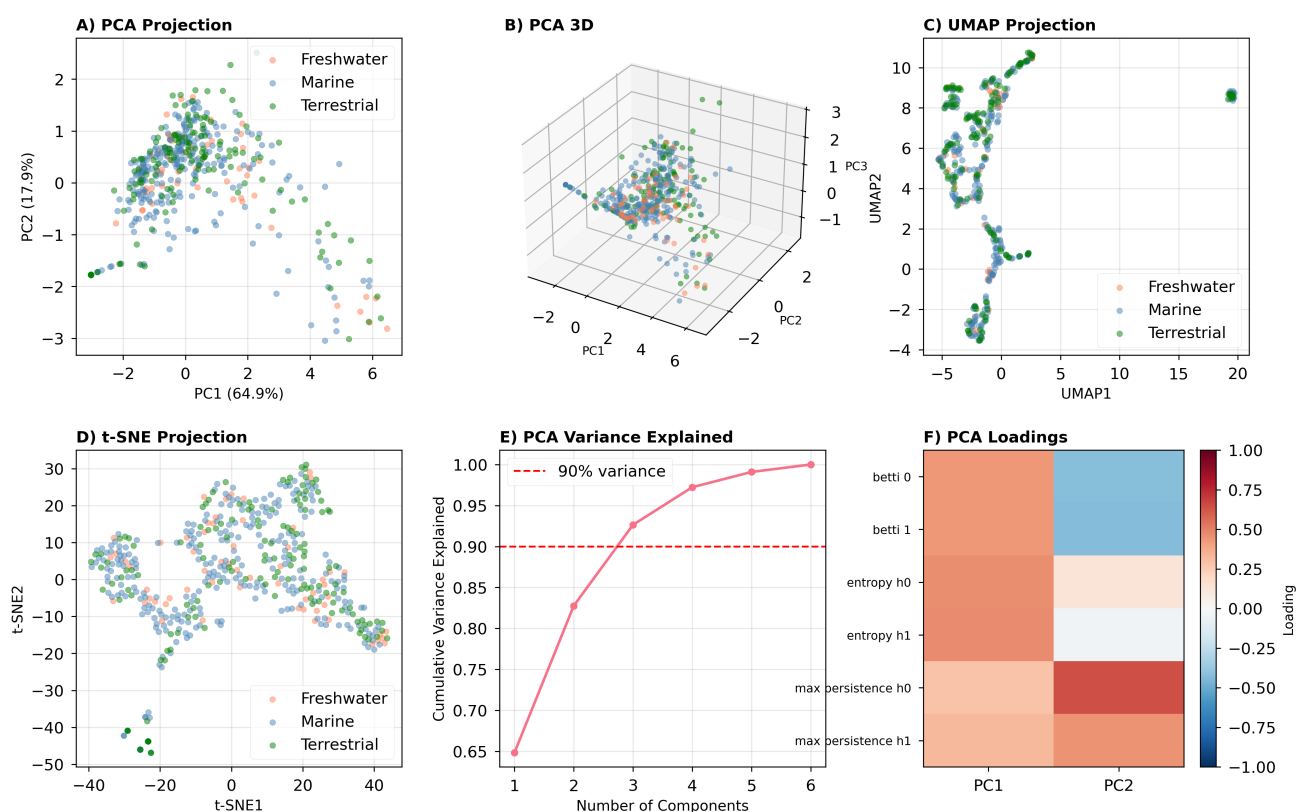 A) PCA Projection
Freshwater
Marine
Terrestrial
2
1
0
−1
−2
−3
PC2 (17.9%)
−2
0
2
4
6
PC1 (64.9%)
B) PCA 3D
3
2
1
0
−1
PC3
2
0
−2
PC2
−2
0
2
4
6
PC1
C) UMAP Projection
10
8
6
4
2
0
−2
−4
UMAP2
Freshwater
Marine
Terrestrial
−5
0
5
10
15
20
UMAP1
D) t-SNE Projection
30
20
10
0
−10
−20
−30
−40
−50
t-SNE2
Freshwater
Marine
Terrestrial
−40
−20
0
20
40
t-SNE1
E) PCA Variance Explained
90% variance
1.00
0.95
0.90
0.85
0.80
0.75
0.70
0.65
Cumulative Variance Explained
1
2
3
4
5
6
Number of Components
F) PCA Loadings
betti 0
betti 1
entropy h0
entropy h1
max persistence h0
max persistence h1
PC1
PC2
1.00
0.75
0.50
0.25
0.00
−0.25
−0.50
−0.75
−1.00
Loading